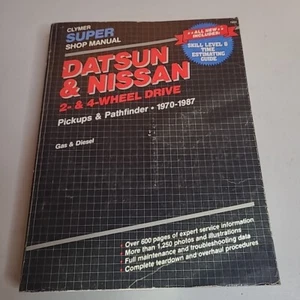 CLYMER
SUPER
SHOP MANUAL
ALL NEW
INCLUDES:
SKILL LEVEL &
TIME
ESTIMATING
GUIDE
DATSUN
& NISSAN
2- & 4-WHEEL DRIVE
Pickups & Pathfinder • 1970-1987
Gas & Diesel
• Over 600 pages of expert service information
• More than 1,250 photos and illustrations
• Full maintenance and troubleshooting data
• Complete teardown and overhaul procedures